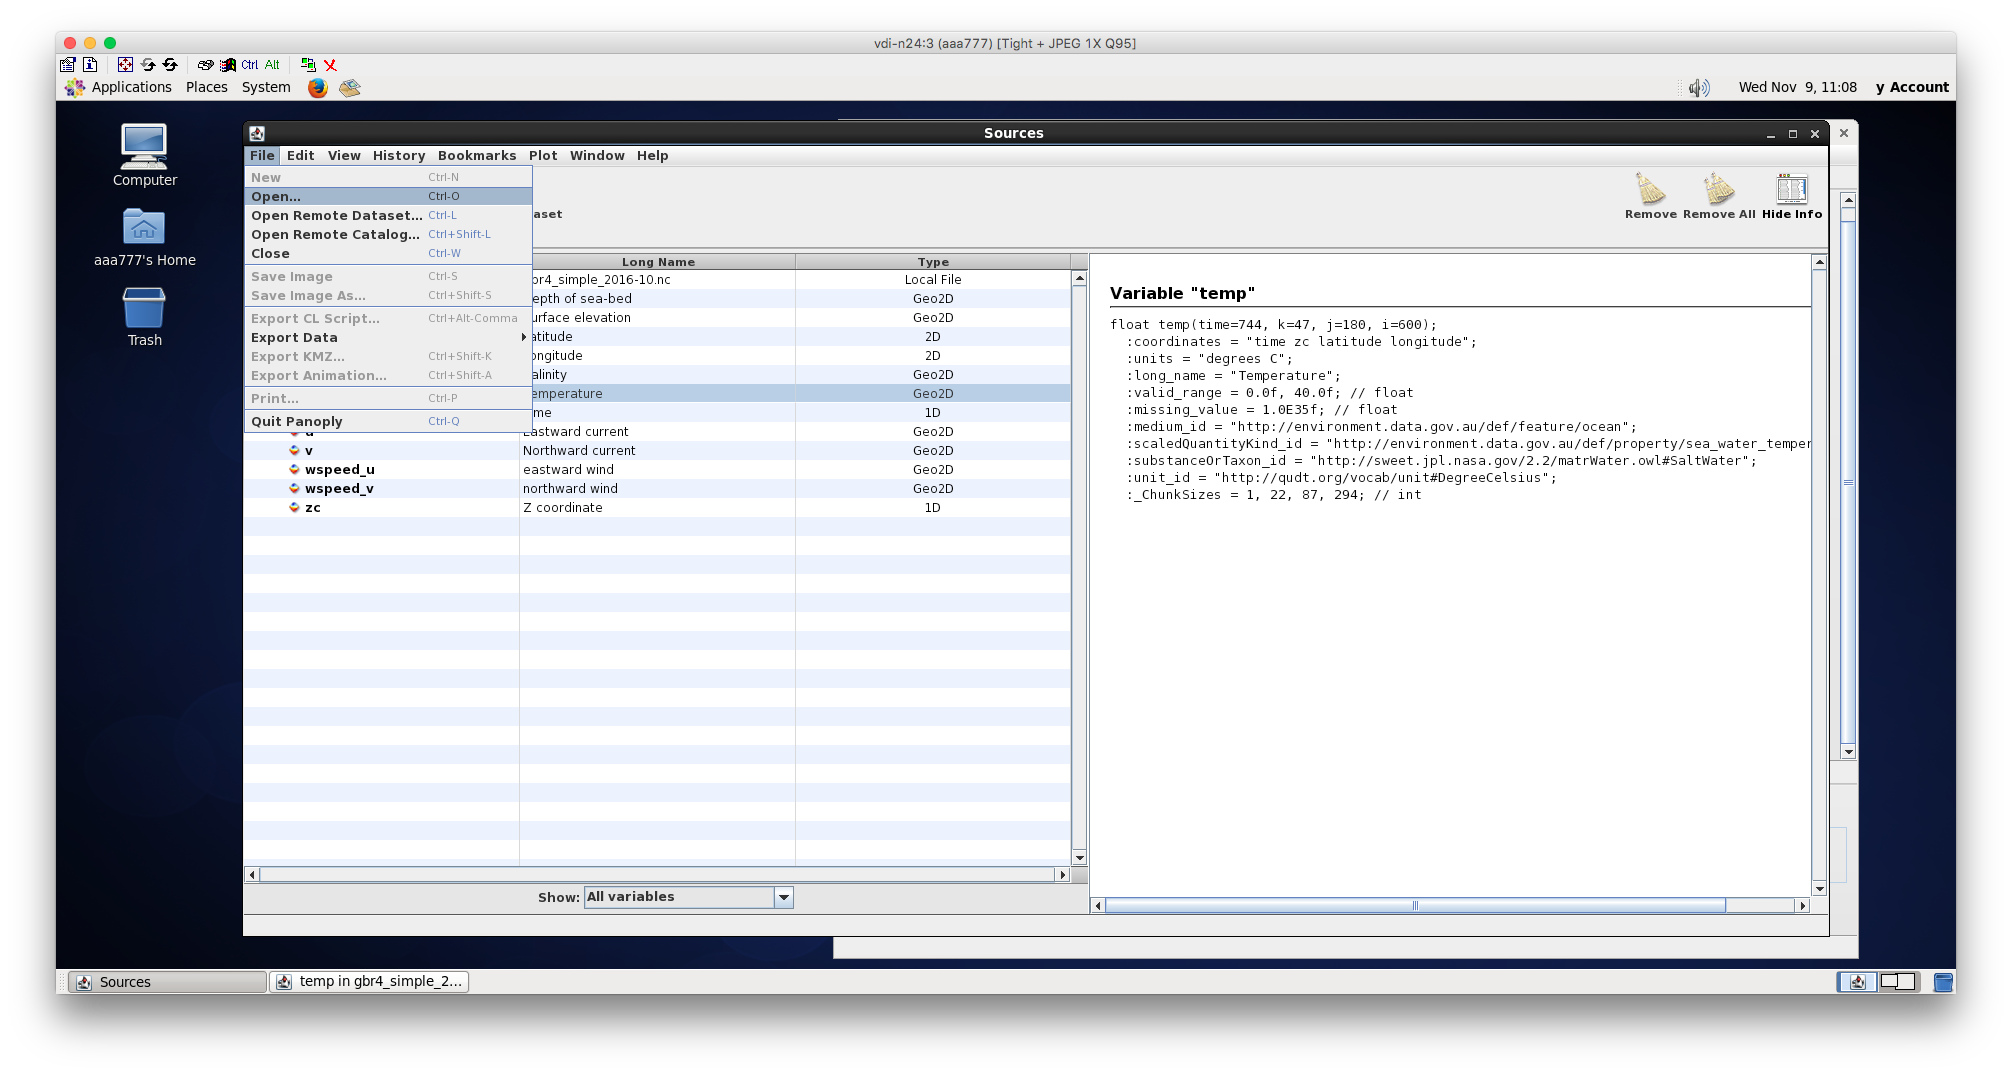 vdi-n24:3 (aaa777) [Tight + JPEG 1X Q95]
Ctrl Alt
Applications Places System Wed Nov 9, 11:08 y Account
Computer
aaa777's Home
Trash
Sources
File Edit View History Bookmarks Plot Window Help
New Ctrl-N
Open... Ctrl-O
Open Remote Dataset... Ctrl-L
Open Remote Catalog... Ctrl+Shift-L
Close Ctrl-W
Save Image Ctrl-S
Save Image As... Ctrl+Shift-S
Export CL Script... Ctrl+Alt-Comma
Export Data
Export KMZ... Ctrl+Shift-K
Export Animation... Ctrl+Shift-A
Print... Ctrl-P
Quit Panoply Ctrl-Q
aset
Remove Remove All Hide Info
Long Name Type
br4_simple_2016-10.nc Local File
epth of sea-bed Geo2D
urface elevation Geo2D
atitude 2D
ongitude 2D
alinity Geo2D
emperature Geo2D
me 1D
Eastward current Geo2D
v Northward current Geo2D
wspeed_u eastward wind Geo2D
wspeed_v northward wind Geo2D
zc Z coordinate 1D
Show: All variables
Variable "temp"
float temp(time=744, k=47, j=180, i=600);
:coordinates = "time zc latitude longitude";
:units = "degrees C";
:long_name = "Temperature";
:valid_range = 0.0f, 40.0f; // float
:missing_value = 1.0E35f; // float
:medium_id = "http://environment.data.gov.au/def/feature/ocean";
:scaledQuantityKind_id = "http://environment.data.gov.au/def/property/sea_water_temper
:substanceOrTaxon_id = "http://sweet.jpl.nasa.gov/2.2/matrWater.owl#SaltWater";
:unit_id = "http://qudt.org/vocab/unit#DegreeCelsius";
:_ChunkSizes = 1, 22, 87, 294; // int
Sources temp in gbr4_simple_2...